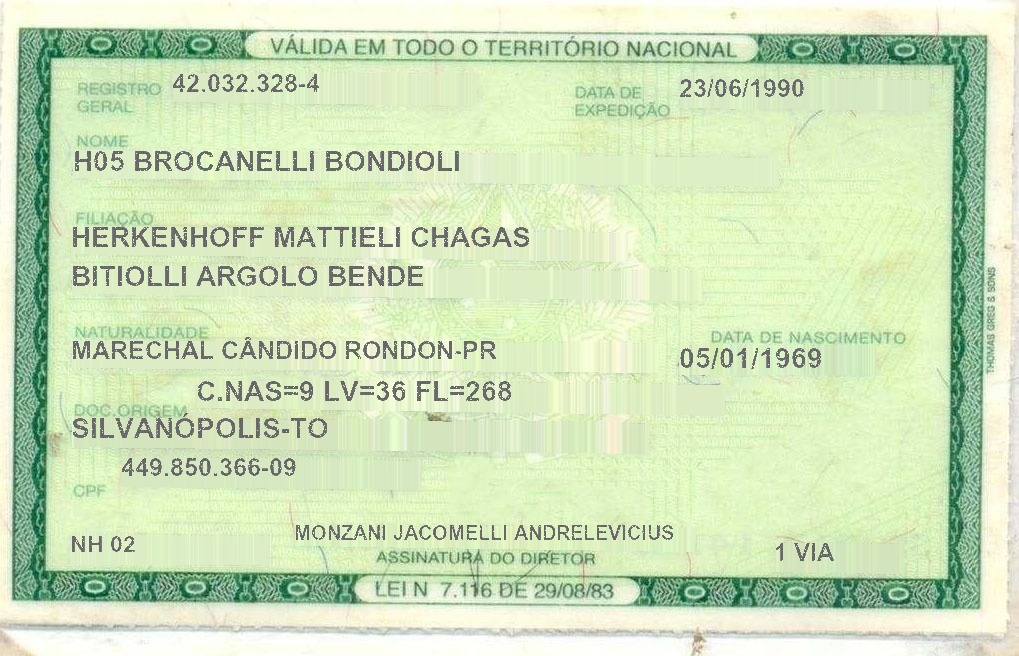 VÁLIDA EM TODO O TERRITÓRIO NACIONAL
REGISTRO GERAL 42.032.328-4 DATA DE EXPEDIÇÃO 23/06/1990
NOME
H05 BROCANELLI BONDIOLI
FILIAÇÃO
HERKENHOFF MATTIELI CHAGAS
BITIOLLI ARGOLO BENDE
NATURALIDADE DATA DE NASCIMENTO
MARECHAL CÂNDIDO RONDON-PR 05/01/1969
C.NAS=9 LV=36 FL=268
DOC.ORIGEM
SILVANÓPOLIS-TO
449.850.366-09
CPF
NH 02 MONZANI JACOMELLI ANDRELEVICIUS 1 VIA
ASSINATURA DO DIRETOR
LEI N 7.116 DE 29/08/83
THOMAS GREG & SONS